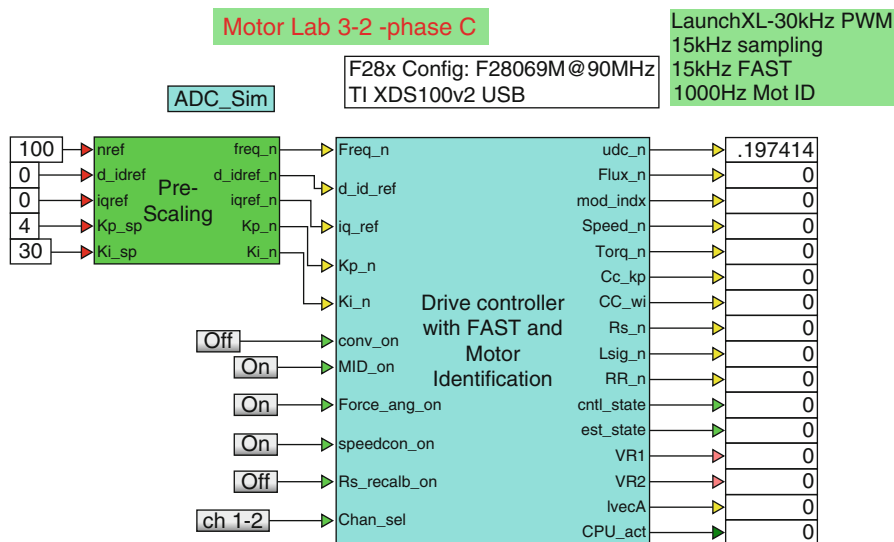 Motor Lab 3-2 -phase C
LaunchXL-30kHz PWM
15kHz sampling
15kHz FAST
1000Hz Mot ID
F28x Config: F28069M@90MHz
TI XDS100v2 USB
ADC_Sim
100
0
0
4
30
nref
d_idref
iqref
Kp_sp
Ki_sp
Pre-
Scaling
freq_n
d_idref_n
iqref_n
Kp_n
Ki_n
Off
On
On
On
Off
ch 1-2
Freq_n
d_id_ref
iq_ref
Kp_n
Ki_n
conv_on
MID_on
Force_ang_on
speedcon_on
Rs_recalb_on
Chan_sel
Drive controller
with FAST and
Motor
Identification
udc_n .197414
Flux_n 0
mod_indx 0
Speed_n 0
Torq_n 0
Cc_kp 0
CC_wi 0
Rs_n 0
Lsig_n 0
RR_n 0
cntl_state 0
est_state 0
VR1 0
VR2 0
IvecA 0
CPU_act 0